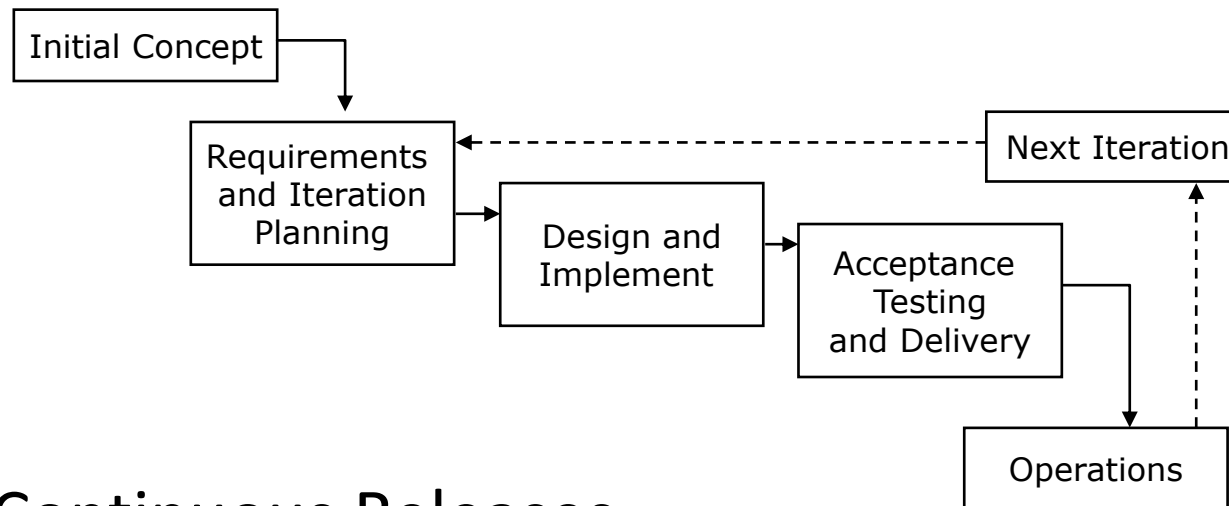 Initial Concept
Requirements
and Iteration
Planning
Next Iteration
Design and
Implement
Acceptance
Testing
and Delivery
Operations
Continuous Releases